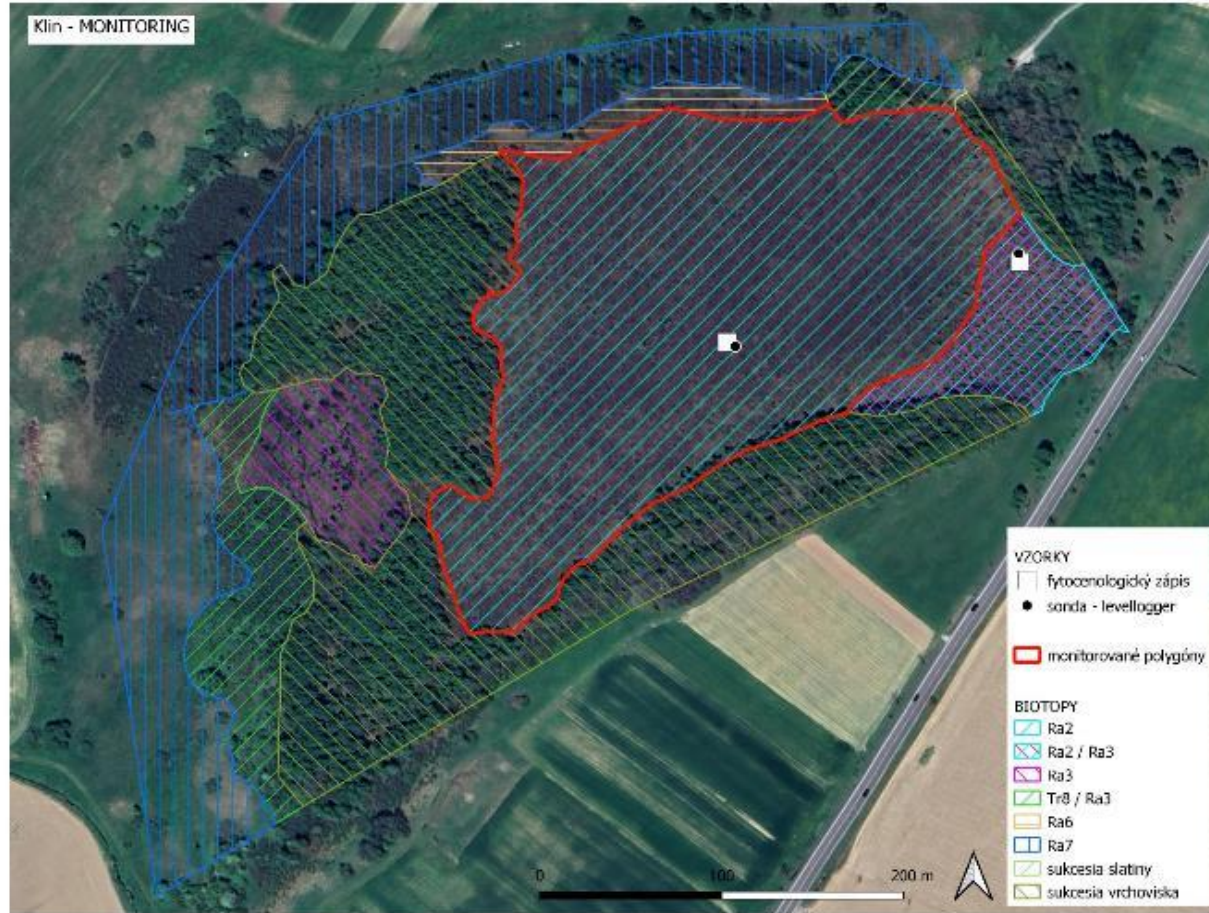 Klin - MONITORING
VZORKY
fytocenologický zápis
sonda - levellogger
monitorované polygóny
BIOTOPY
Ra2
Ra2 / Ra3
Ra3
Tr8 / Ra3
Ra6
Ra7
sukcesia slatiny
sukcesia vrchoviska
0 100 200 m